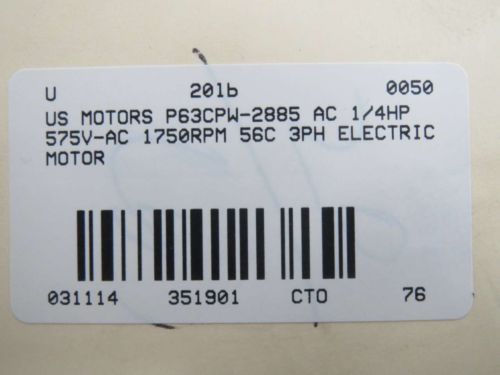 U 20lb 0050
US MOTORS P63CPW-2885 AC 1/4HP
575V-AC 1750RPM 56C 3PH ELECTRIC
MOTOR
031114 351901 CTO 76